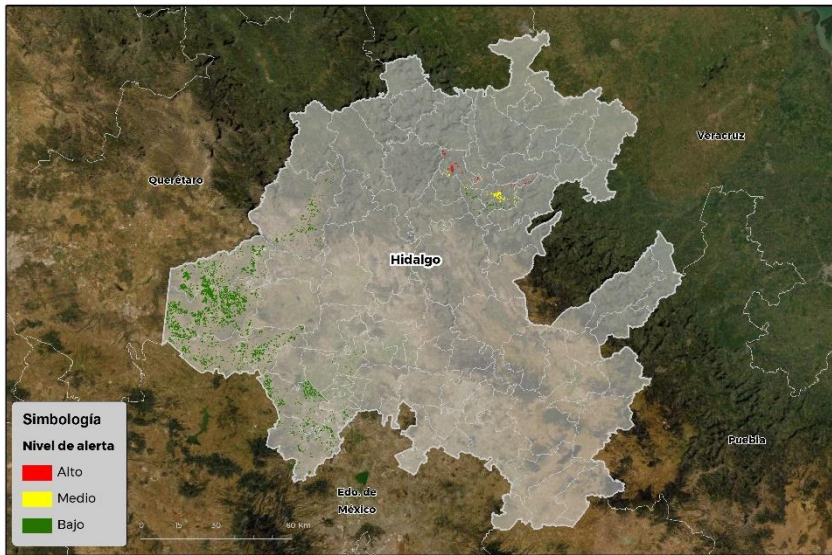 Querétaro
Veracruz
Hidalgo
Simbología
Nivel de alerta
Alto
Medio
Bajo
Puebla
Edo. de
México
0 15 30 60 Km